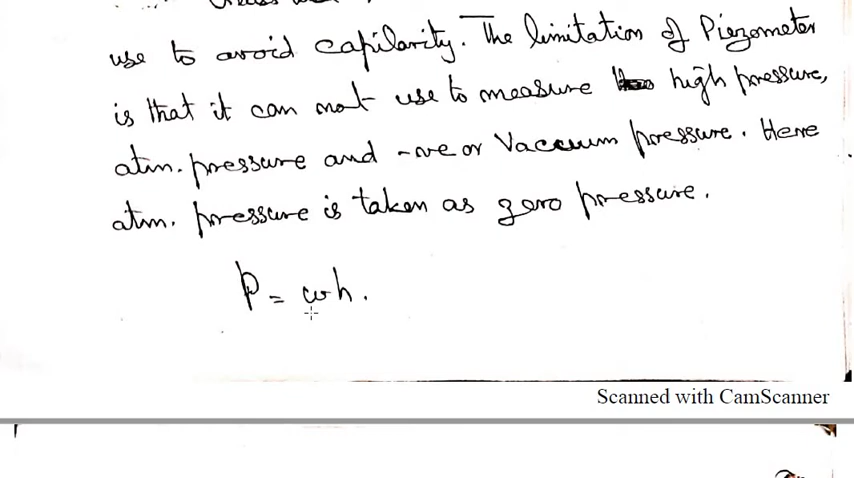 use to avoid capilarity. The limitation of Piezometer
is that it can not use to measure high pressure,
atm. pressure and -ve or Vaccuum pressure. Here
atm. pressure is taken as zero pressure.
P = wh.
Scanned with CamScanner